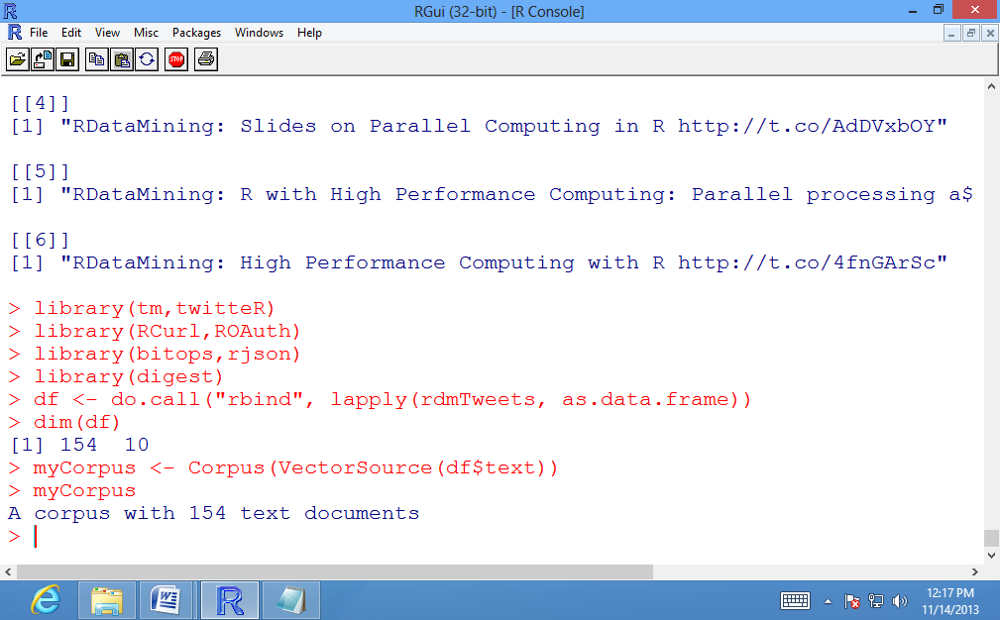 RGui (32-bit) - [R Console]
File Edit View Misc Packages Windows Help
STOP
[[4]]
[1] "RDataMining: Slides on Parallel Computing in R http://t.co/AdDVxbOY"
[[5]]
[1] "RDataMining: R with High Performance Computing: Parallel processing a$
[[6]]
[1] "RDataMining: High Performance Computing with R http://t.co/4fnGArSc"
> library(tm,twitteR)
> library(RCurl,ROAuth)
> library(bitops,rjson)
> library(digest)
> df <- do.call("rbind", lapply(rdmTweets, as.data.frame))
> dim(df)
[1] 154  10
> myCorpus <- Corpus(VectorSource(df$text))
> myCorpus
A corpus with 154 text documents
>
12:17 PM
11/14/2013